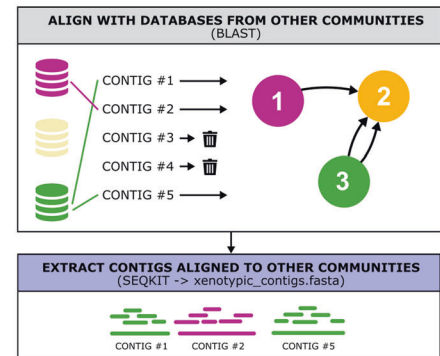 ALIGN WITH DATABASES FROM OTHER COMMUNITIES
(BLAST)
CONTIG #1
CONTIG #2
CONTIG #3
CONTIG #4
CONTIG #5
1
2
3
EXTRACT CONTIGS ALIGNED TO OTHER COMMUNITIES
(SEQKIT -> xenotypic_contigs.fasta)
CONTIG #1 CONTIG #2 CONTIG #5